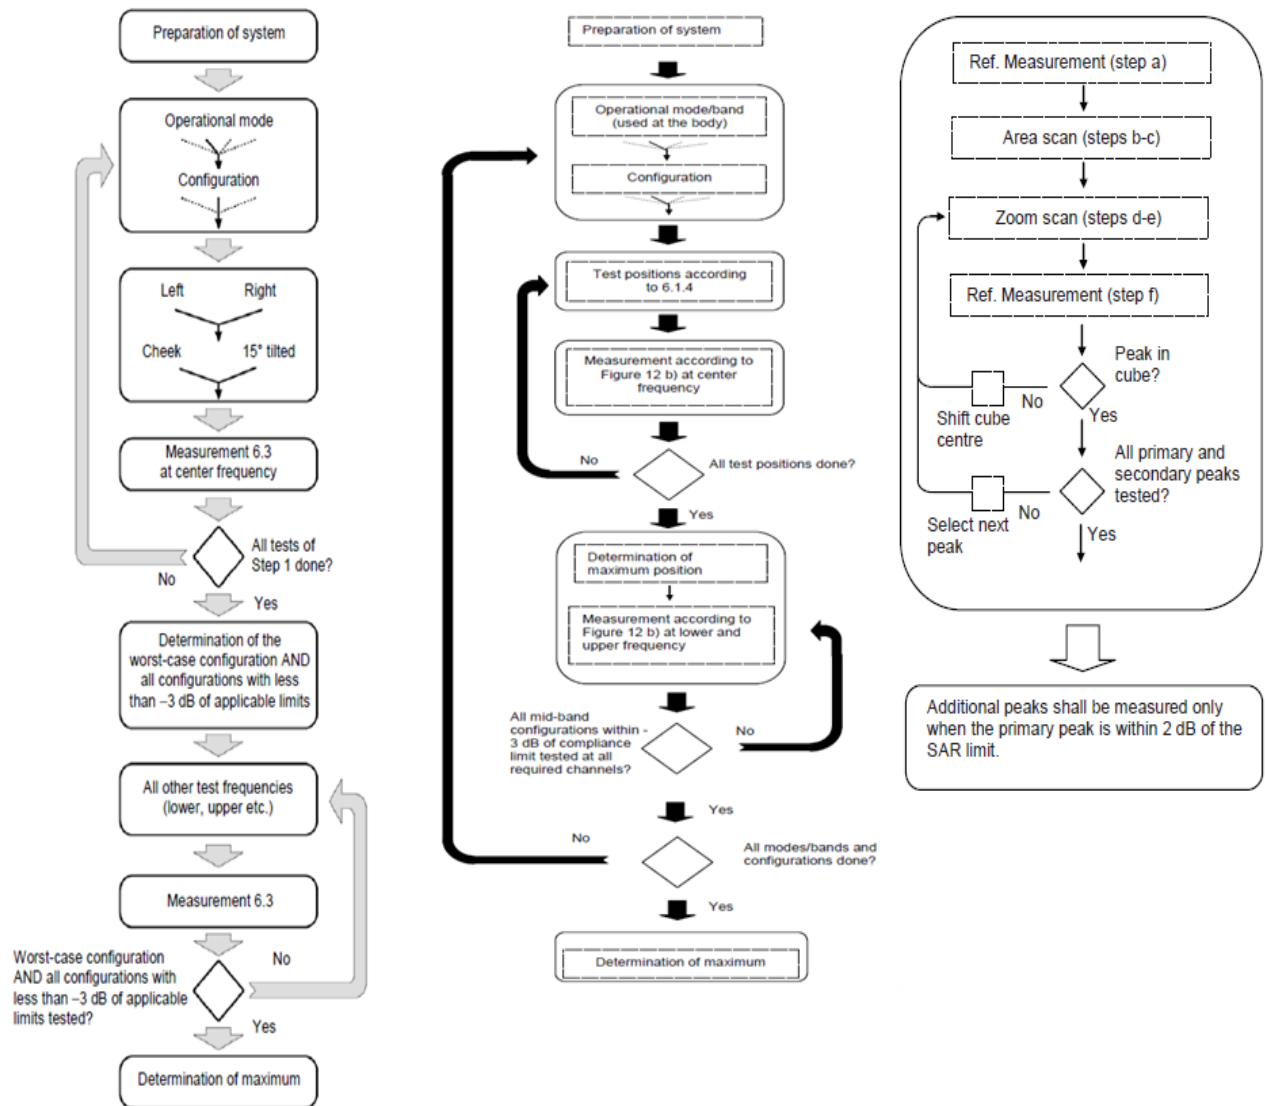 Preparation of system
Operational mode
Configuration
Left Right
Cheek 15° tilted
Measurement 6.3
at center frequency
All tests of
Step 1 done?
No
Yes
Determination of the
worst-case configuration AND
all configurations with less
than –3 dB of applicable limits
All other test frequencies
(lower, upper etc.)
Measurement 6.3
Worst-case configuration
AND all configurations with
less than –3 dB of applicable
limits tested?
No
Yes
Determination of maximum
Preparation of system
Operational mode/band
(used at the body)
Configuration
Test positions according
to 6.1.4
Measurement according to
Figure 12 b) at center
frequency
No
All test positions done?
Yes
Determination of
maximum position
Measurement according to
Figure 12 b) at lower and
upper frequency
All mid-band
configurations within -
3 dB of compliance
limit tested at all
required channels?
No
Yes
No
All modes/bands and
configurations done?
Yes
Determination of maximum
Ref. Measurement (step a)
Area scan (steps b-c)
Zoom scan (steps d-e)
Ref. Measurement (step f)
Peak in
cube?
No
Shift cube
centre
Yes
All primary and
secondary peaks
tested?
No
Select next
peak
Yes
Additional peaks shall be measured only
when the primary peak is within 2 dB of the
SAR limit.